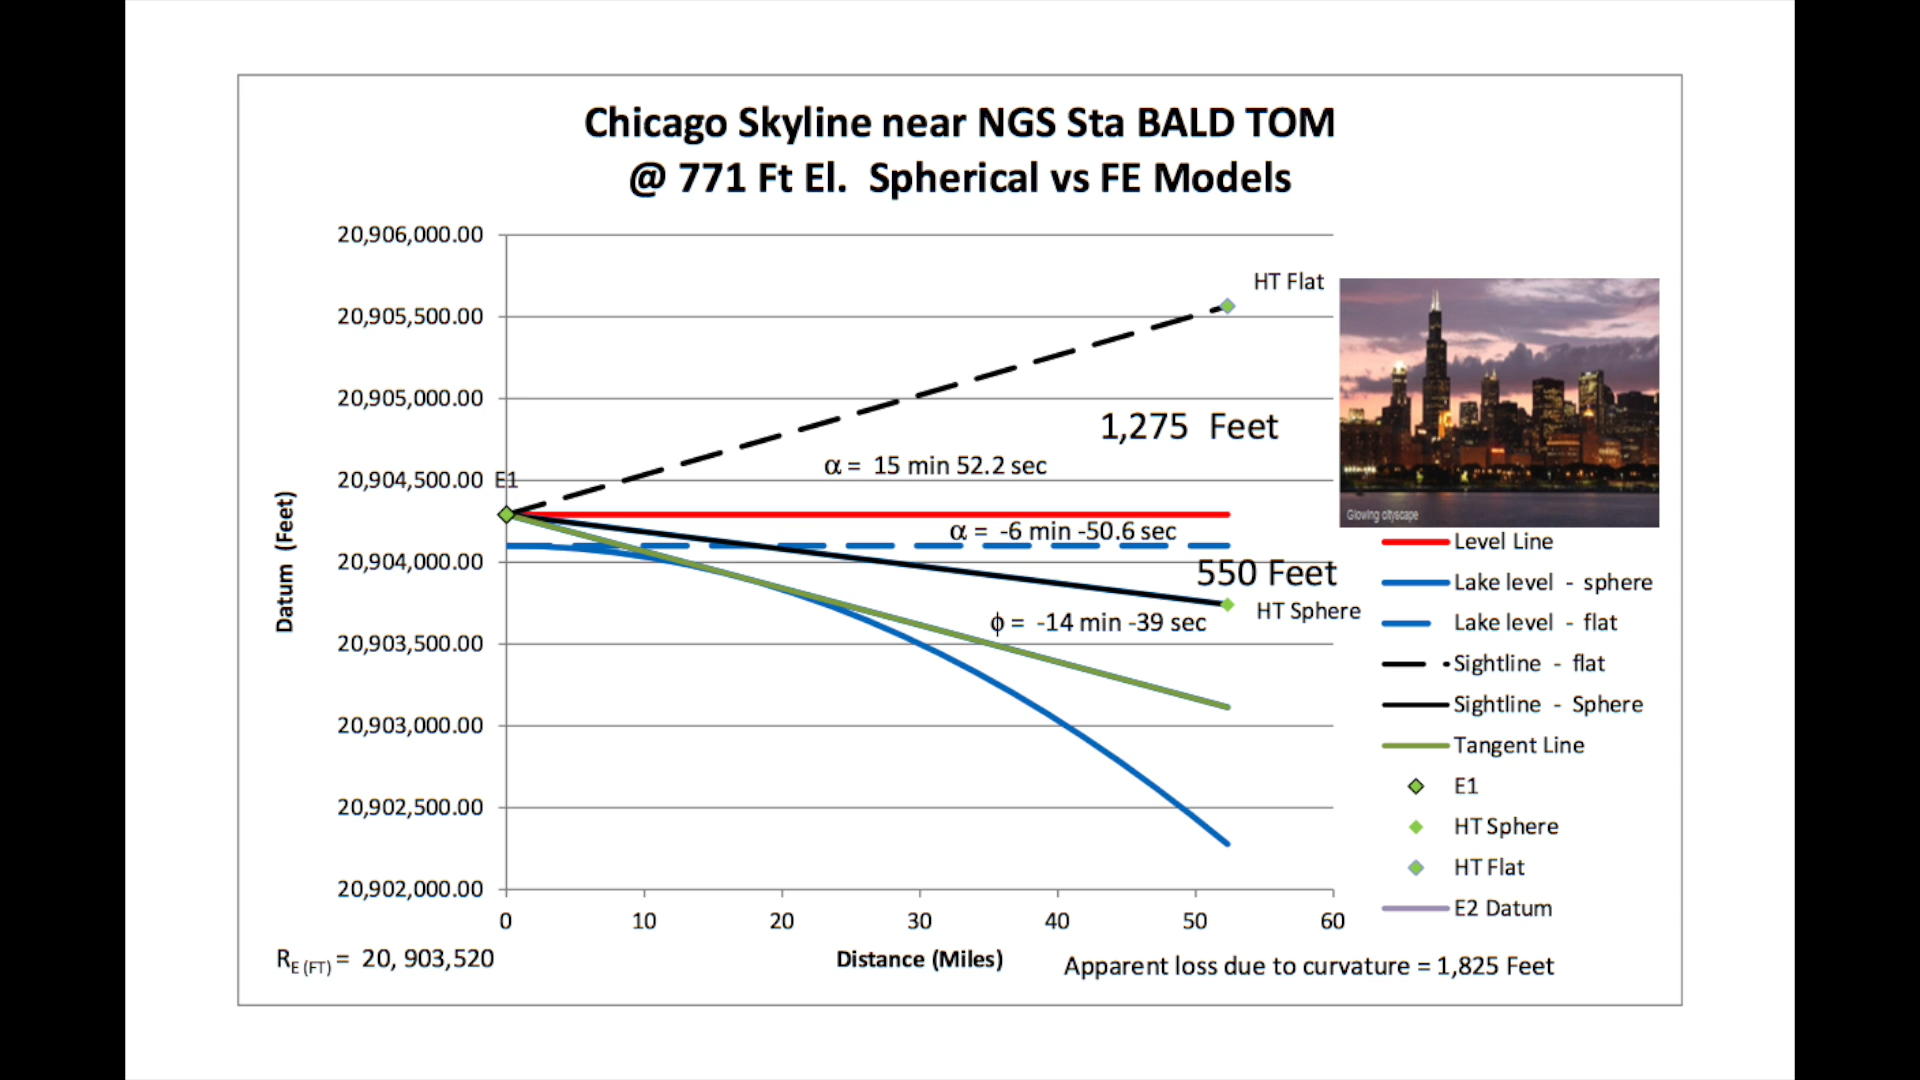 Chicago Skyline near NGS Sta BALD TOM
@ 771 Ft El. Spherical vs FE Models
20,906,000.00
20,905,500.00
20,905,000.00
20,904,500.00
20,904,000.00
20,903,500.00
20,903,000.00
20,902,500.00
20,902,000.00
Datum (Feet)
E1
HT Flat
1,275 Feet
α = 15 min 52.2 sec
α = -6 min -50.6 sec
550 Feet
HT Sphere
ϕ = -14 min -39 sec
Glowing cityscape
Level Line
Lake level - sphere
Lake level - flat
Sightline - flat
Sightline - Sphere
Tangent Line
E1
HT Sphere
HT Flat
E2 Datum
0 10 20 30 40 50 60
Distance (Miles)
RE (FT) = 20, 903,520
Apparent loss due to curvature = 1,825 Feet